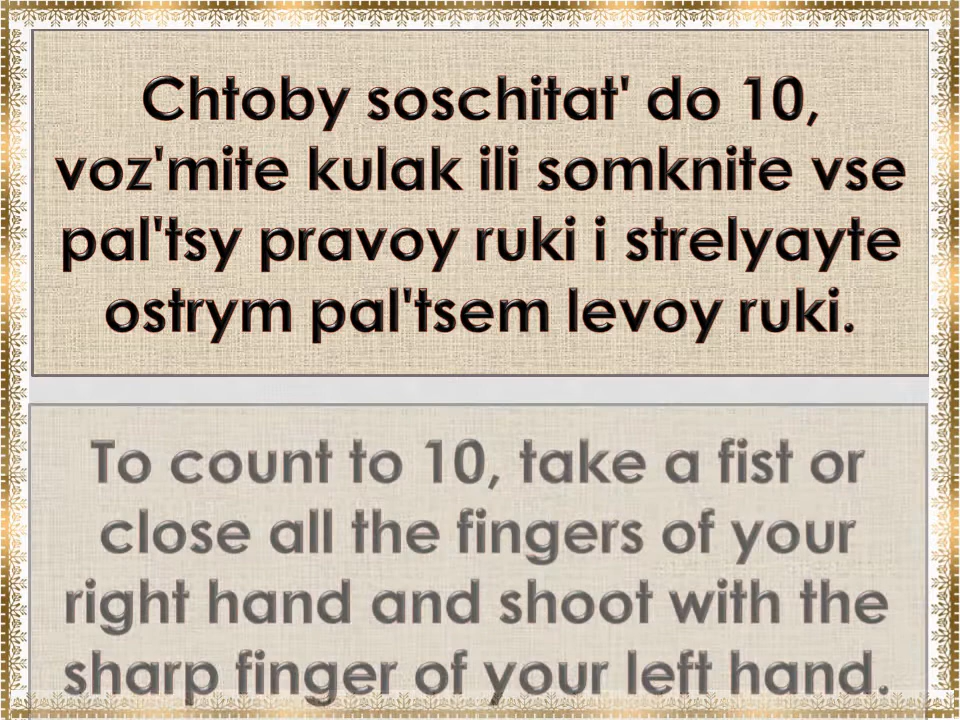 Chtoby soschitat' do 10,
voz'mite kulak ili somknite vse
pal'tsy pravoy ruki i strelyayte
ostrym pal'tsem levoy ruki.
To count to 10, take a fist or
close all the fingers of your
right hand and shoot with the
sharp finger of your left hand.